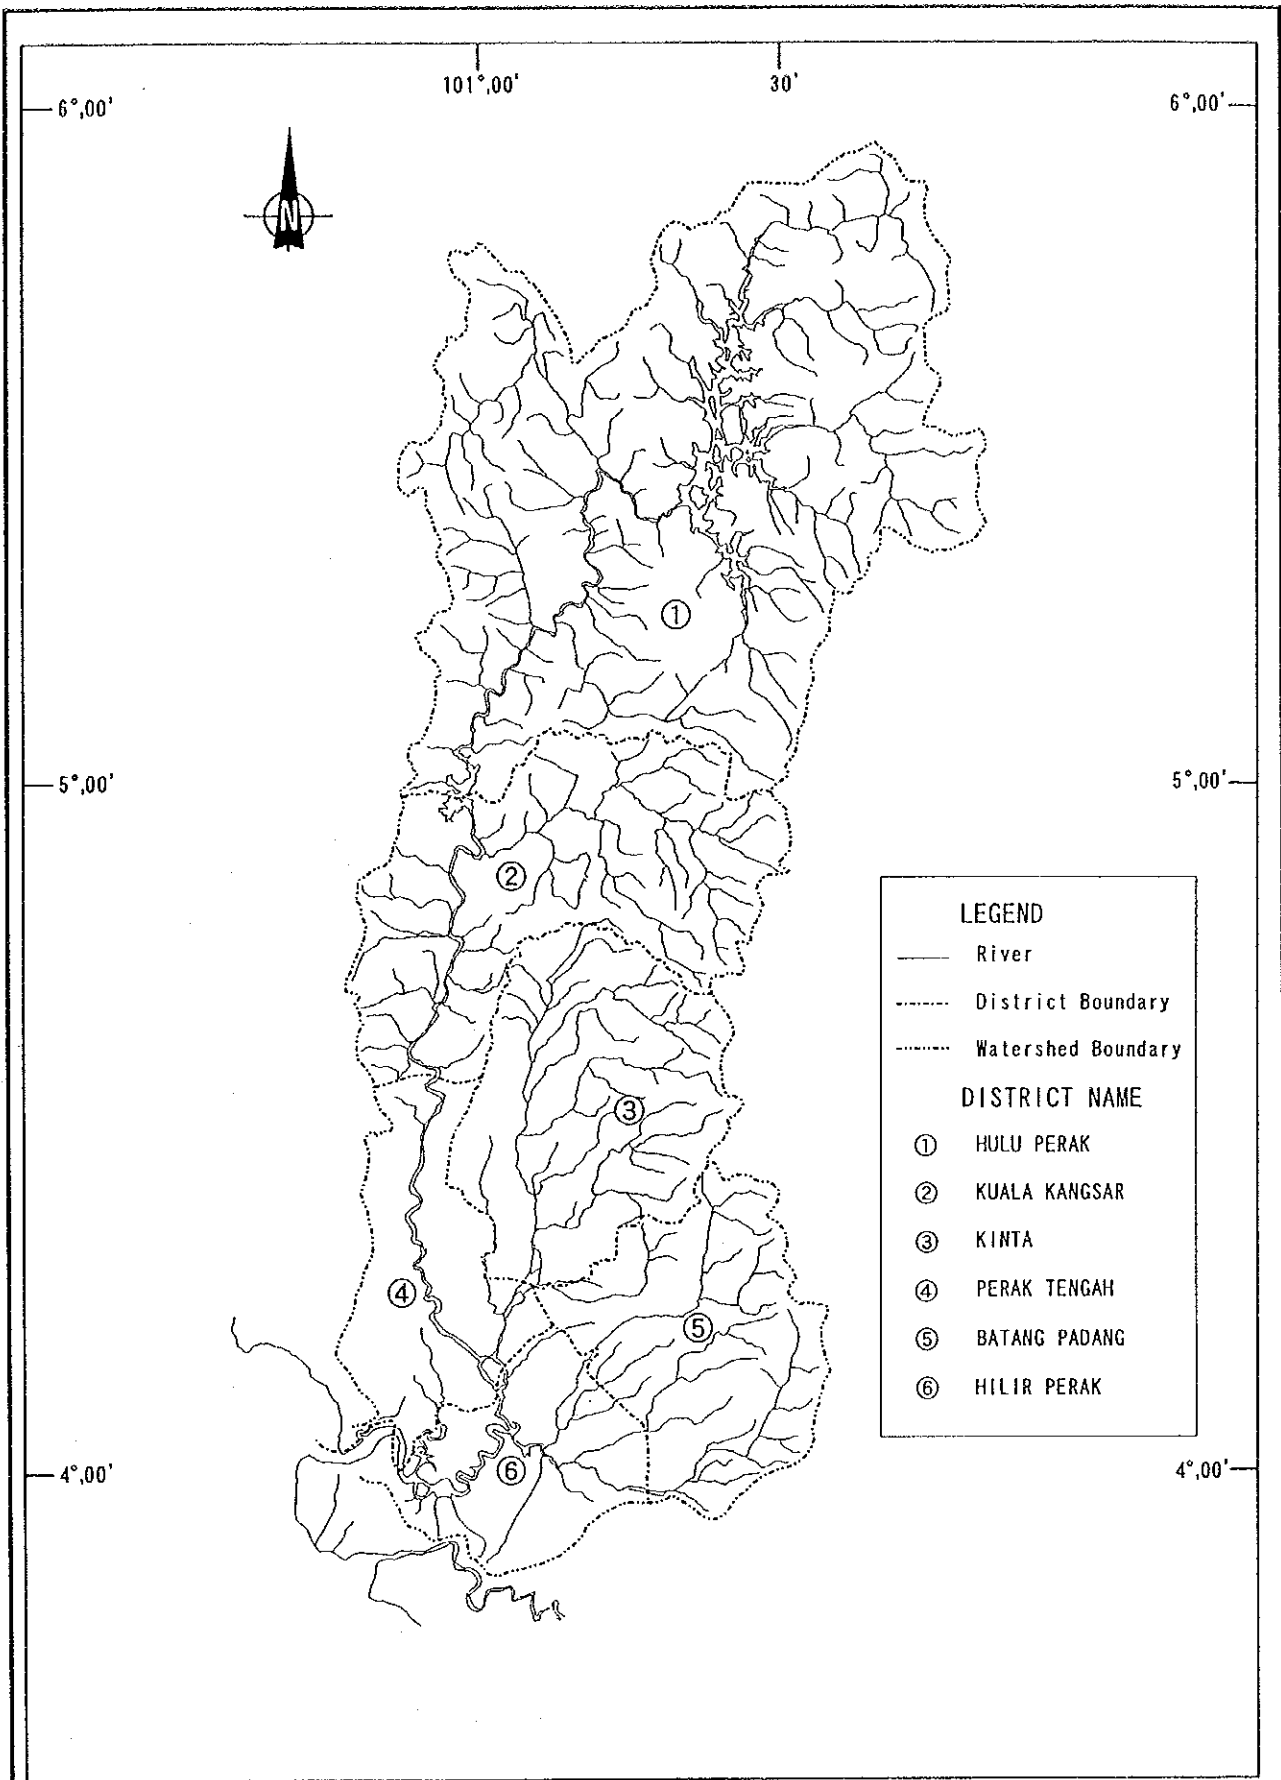 101°,00' 30'
6°,00' 6°,00'
N
1
5°,00' 5°,00'
2
3
4
5
6
4°,00' 4°,00'
LEGEND
River
District Boundary
Watershed Boundary
DISTRICT NAME
① HULU PERAK
② KUALA KANGSAR
③ KINTA
④ PERAK TENGAH
⑤ BATANG PADANG
⑥ HILIR PERAK